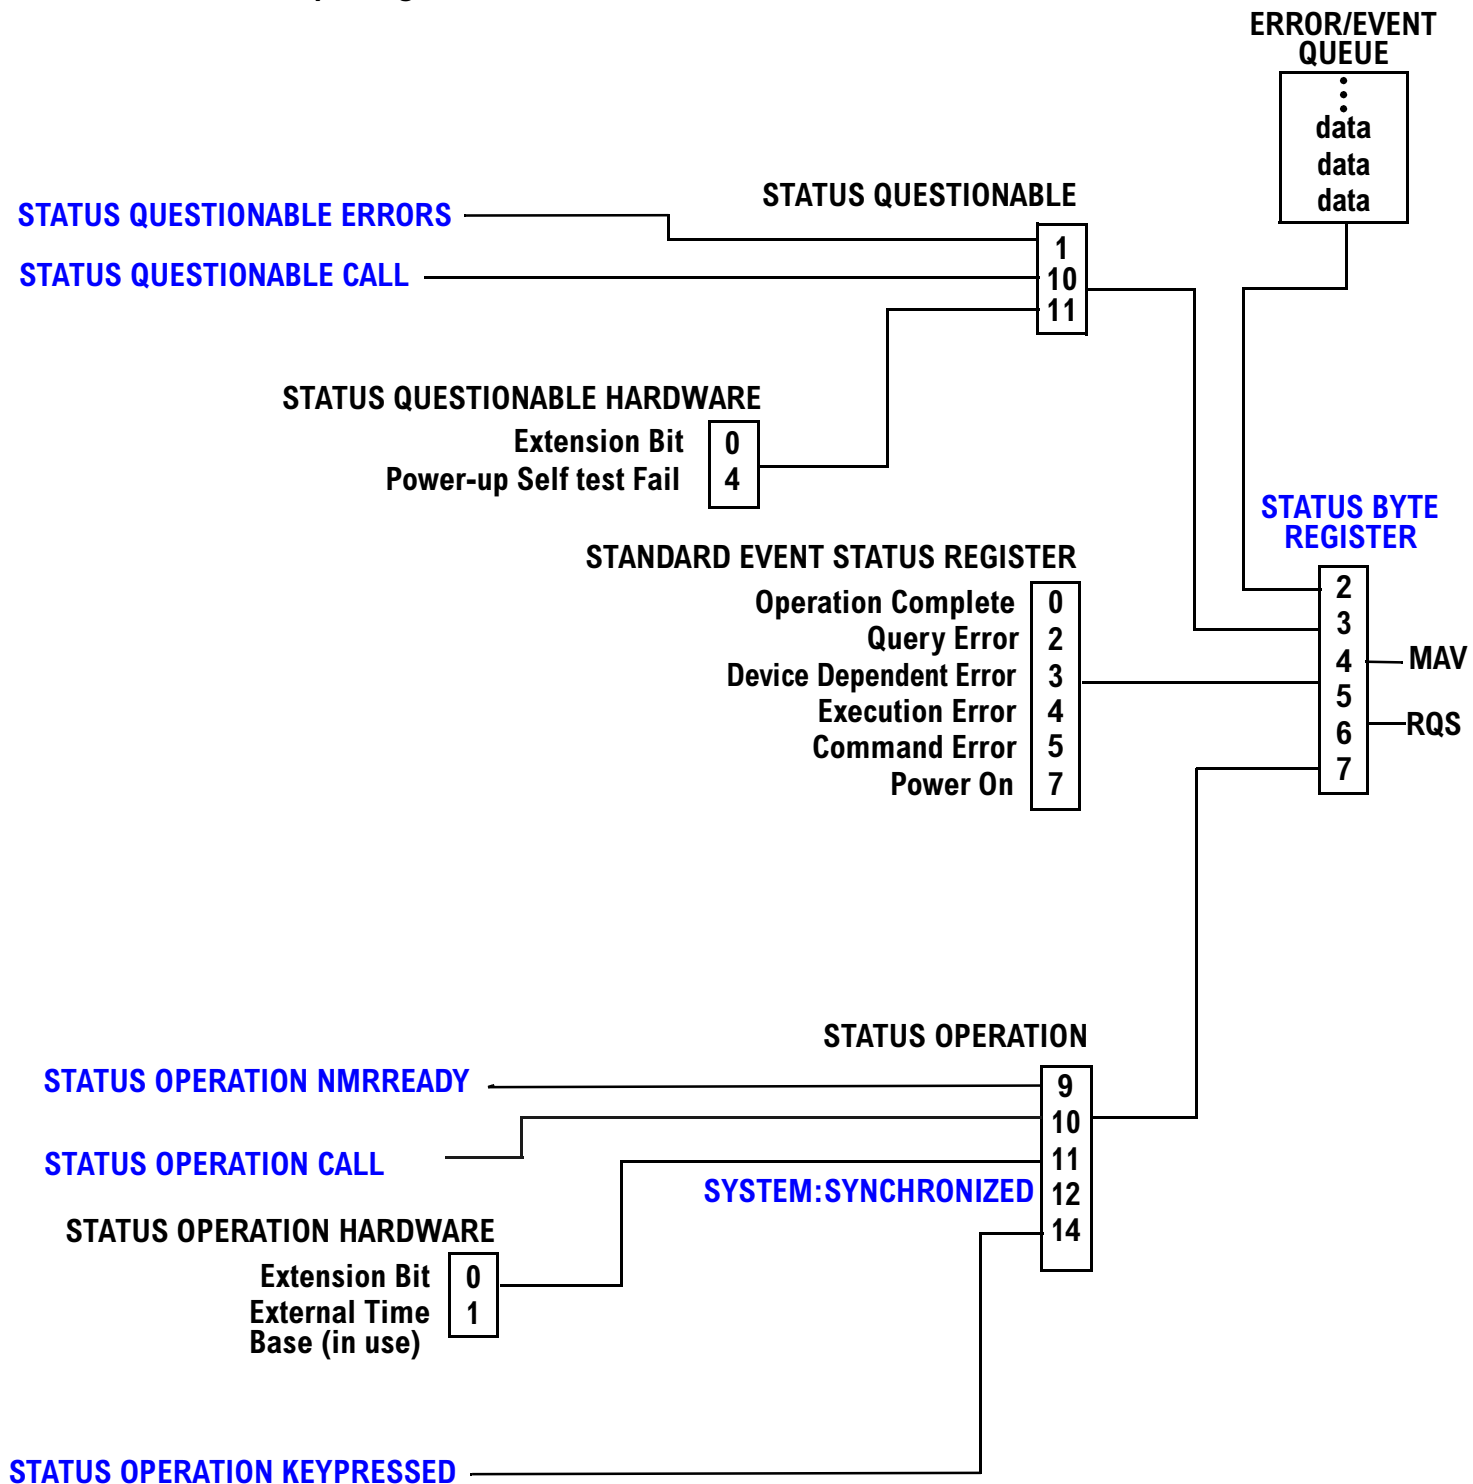 ERROR/EVENT
QUEUE
data
data
data
STATUS QUESTIONABLE
STATUS QUESTIONABLE ERRORS
1
STATUS QUESTIONABLE CALL
10
11
STATUS QUESTIONABLE HARDWARE
Extension Bit 0
Power-up Self test Fail 4
STATUS BYTE
REGISTER
STANDARD EVENT STATUS REGISTER
Operation Complete 0
Query Error 2
Device Dependent Error 3
Execution Error 4
Command Error 5
Power On 7
2
3
4 MAV
5
6 RQS
7
STATUS OPERATION
STATUS OPERATION NMRREADY 9
10
STATUS OPERATION CALL 11
SYSTEM:SYNCHRONIZED 12
14
STATUS OPERATION HARDWARE
Extension Bit 0
External Time 1
Base (in use)
STATUS OPERATION KEYPRESSED